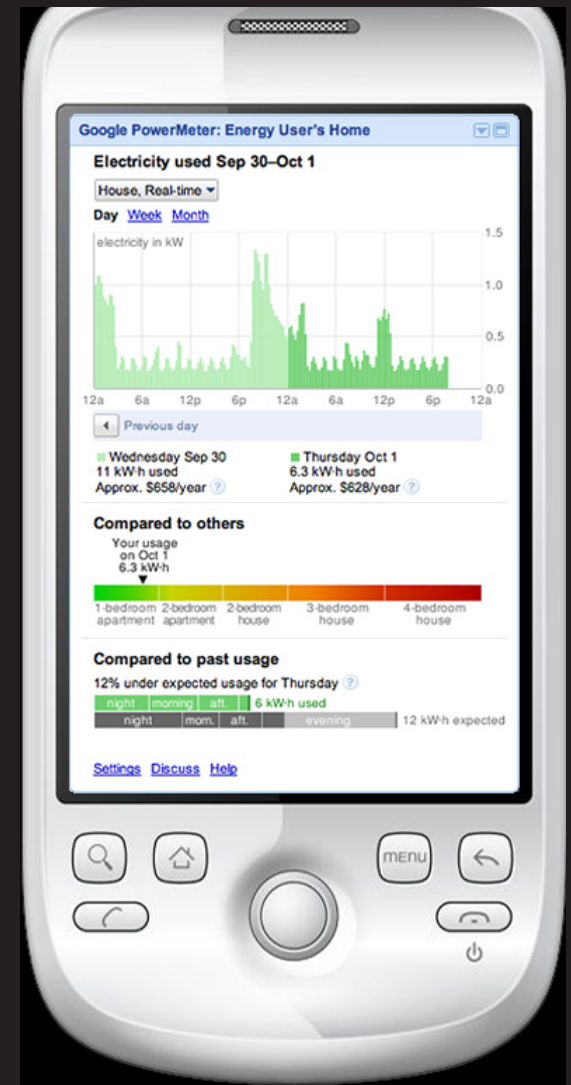 Google PowerMeter: Energy User's Home
Electricity used Sep 30–Oct 1
House, Real-time
Day Week Month
electricity in kW
1.5
1.0
0.5
0.0
12a 6a 12p 6p 12a 6a 12p 6p 12a
Previous day
Wednesday Sep 30
11 kW·h used
Approx. $658/year ?
Thursday Oct 1
6.3 kW·h used
Approx. $628/year ?
Compared to others
Your usage
on Oct 1
6.3 kW·h
1-bedroom apartment
2-bedroom apartment
2-bedroom house
3-bedroom house
4-bedroom house
Compared to past usage
12% under expected usage for Thursday ?
night morning aft. 6 kW·h used
night morn. aft. evening 12 kW·h expected
Settings Discuss Help
MENU